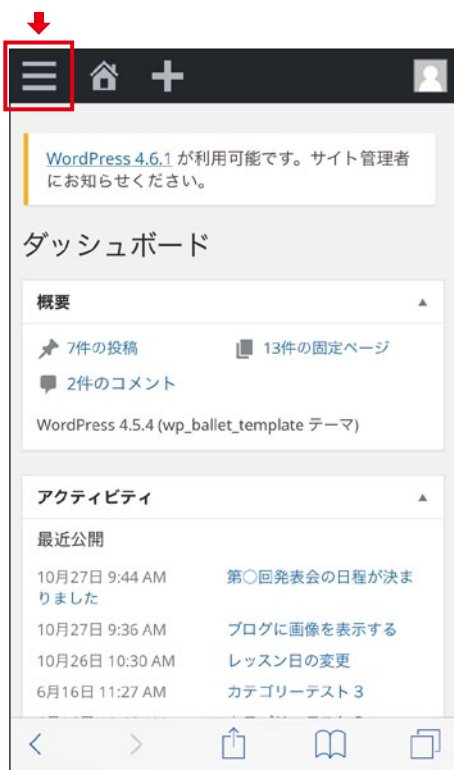 WordPress 4.6.1 が利用可能です。サイト管理者
にお知らせください。
ダッシュボード
概要
7件の投稿 13件の固定ページ
2件のコメント
WordPress 4.5.4 (wp_ballet_template テーマ)
アクティビティ
最近公開
10月27日 9:44 AM 第〇回発表会の日程が決ま
りました
10月27日 9:36 AM ブログに画像を表示する
10月26日 10:30 AM レッスン日の変更
6月16日 11:27 AM カテゴリーテスト 3